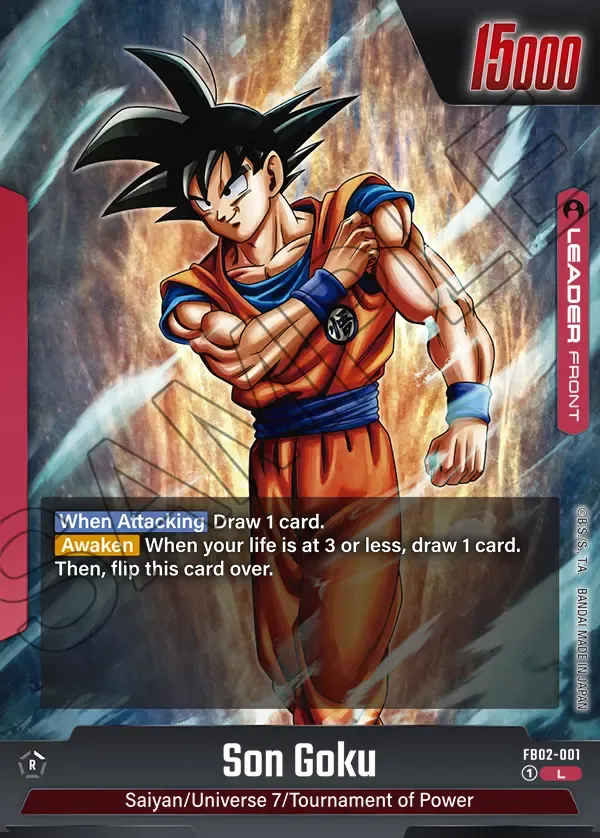 15000
LEADER FRONT
SAMPLE
When Attacking Draw 1 card.
Awaken When your life is at 3 or less, draw 1 card.
Then, flip this card over.
©B.S./S., T.A. BANDAI MADE IN JAPAN
Son Goku
FB02-001
R
1 L
Saiyan/Universe 7/Tournament of Power
悟